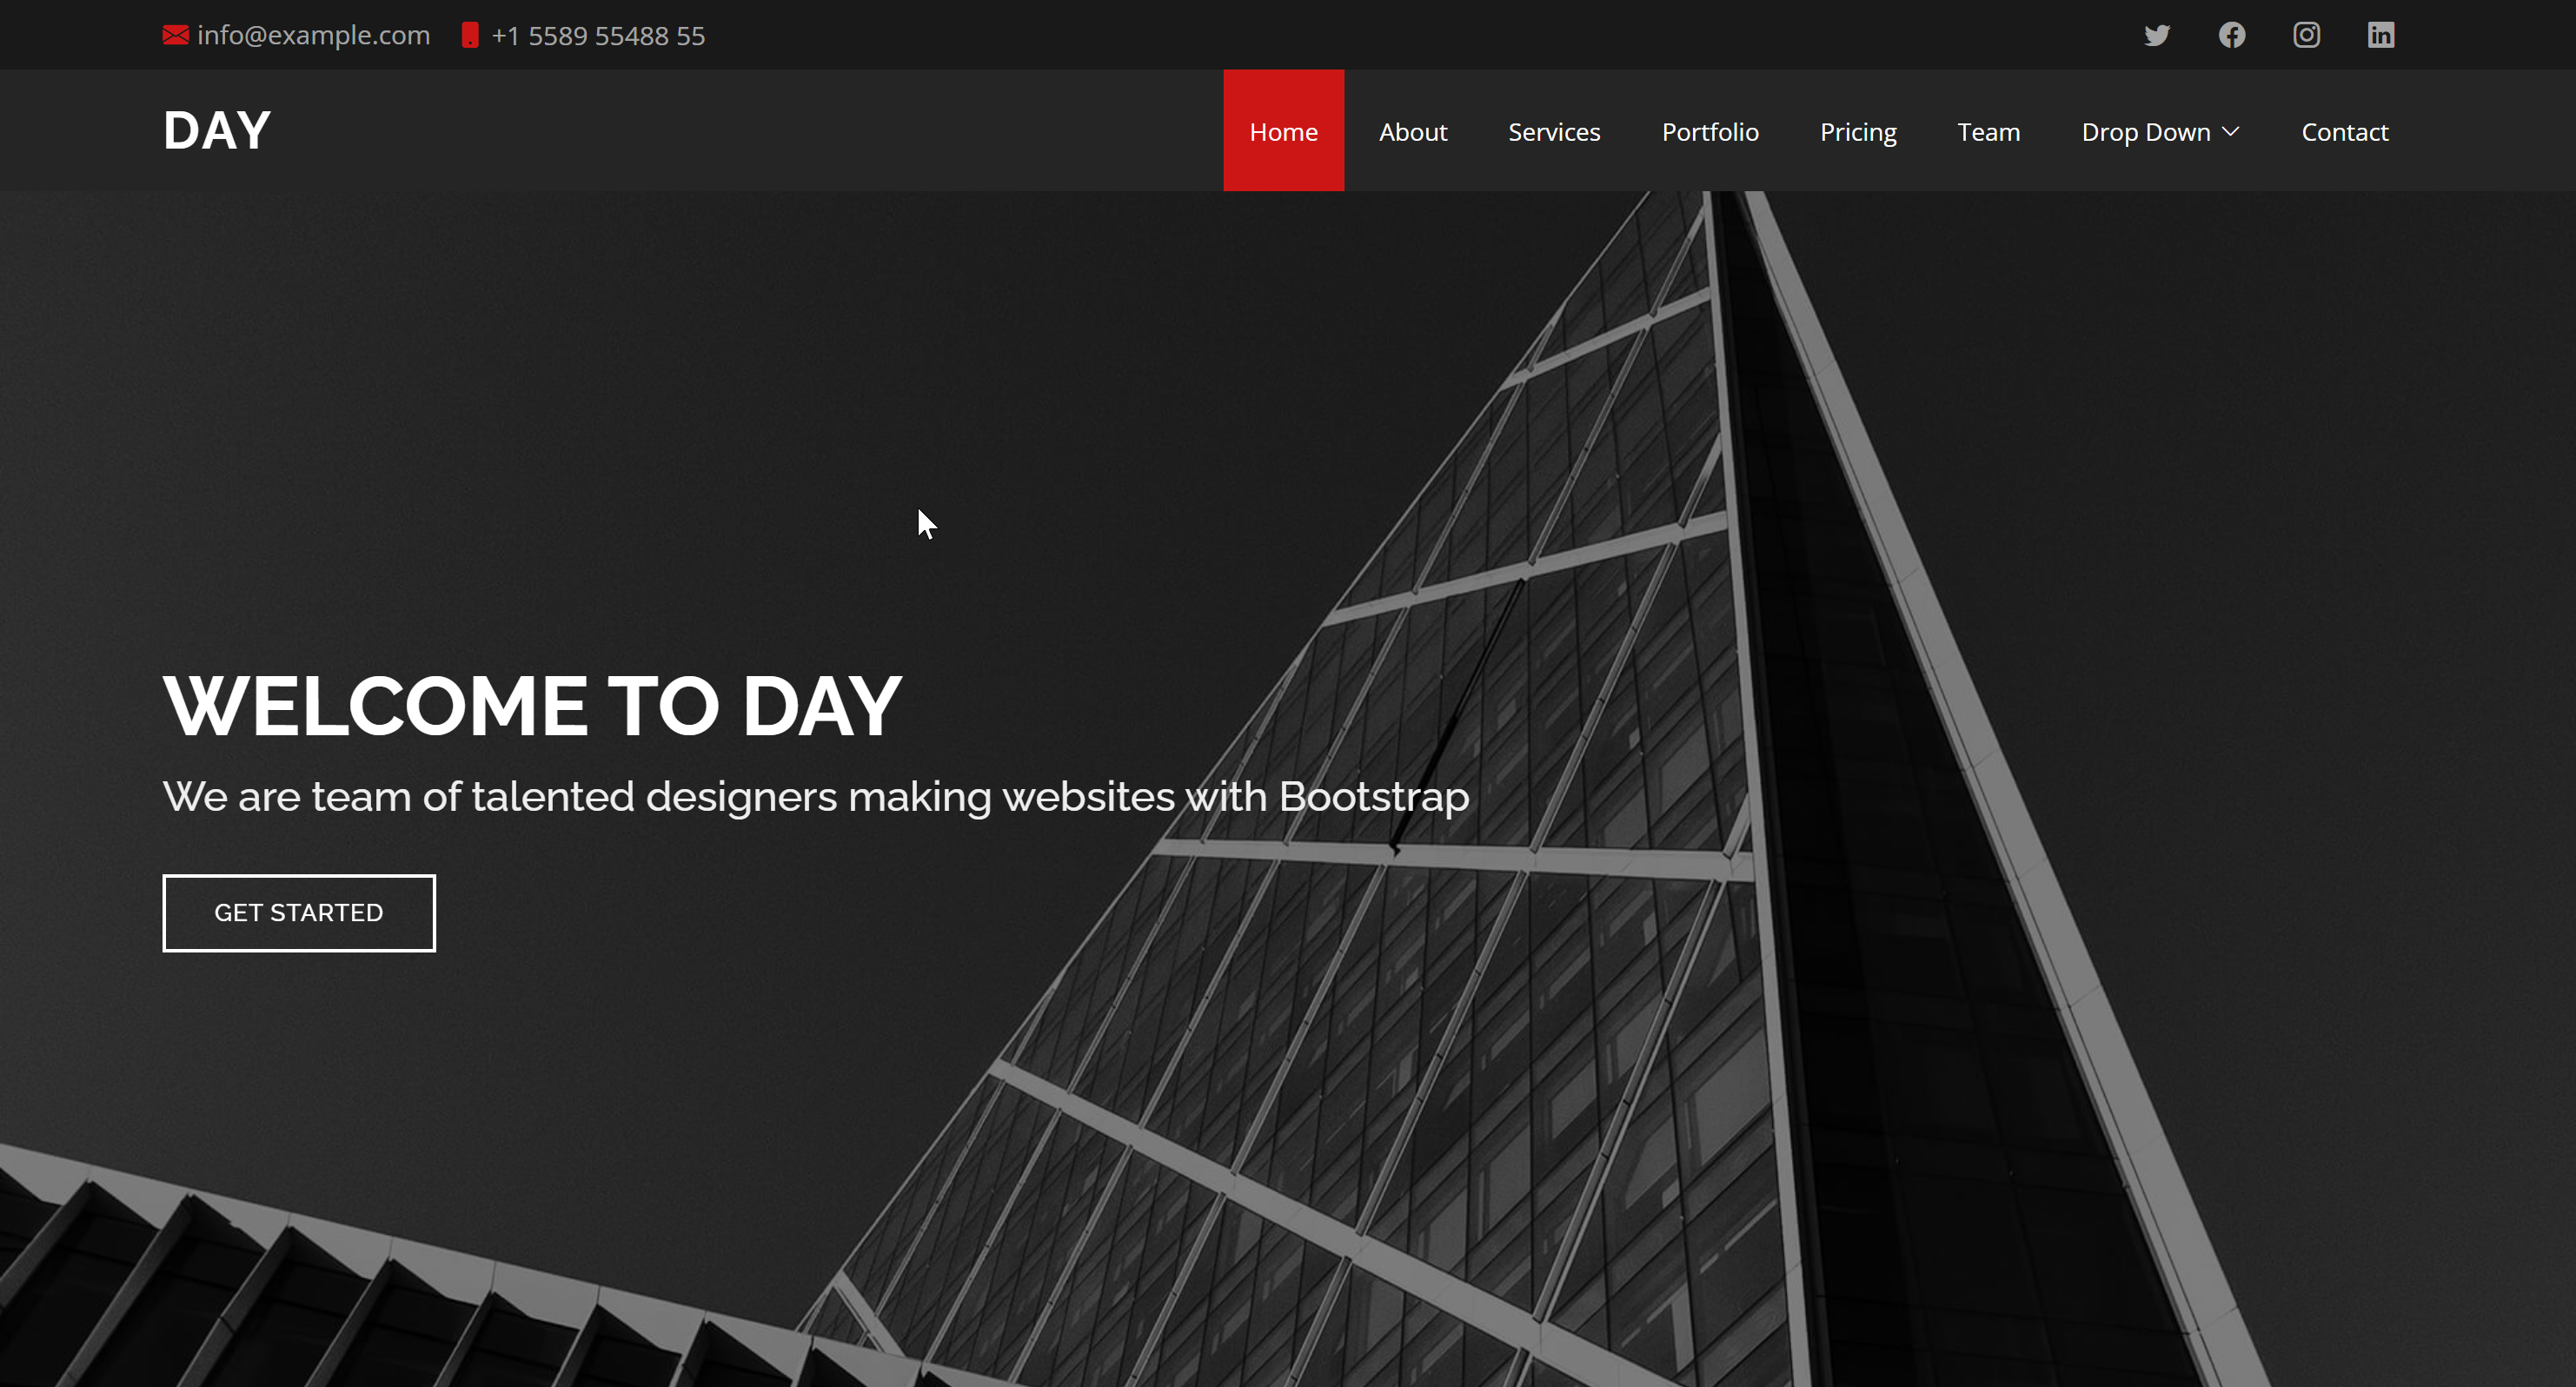 info@example.com +1 5589 55488 55
DAY
Home About Services Portfolio Pricing Team Drop Down Contact
WELCOME TO DAY
We are team of talented designers making websites with Bootstrap
GET STARTED